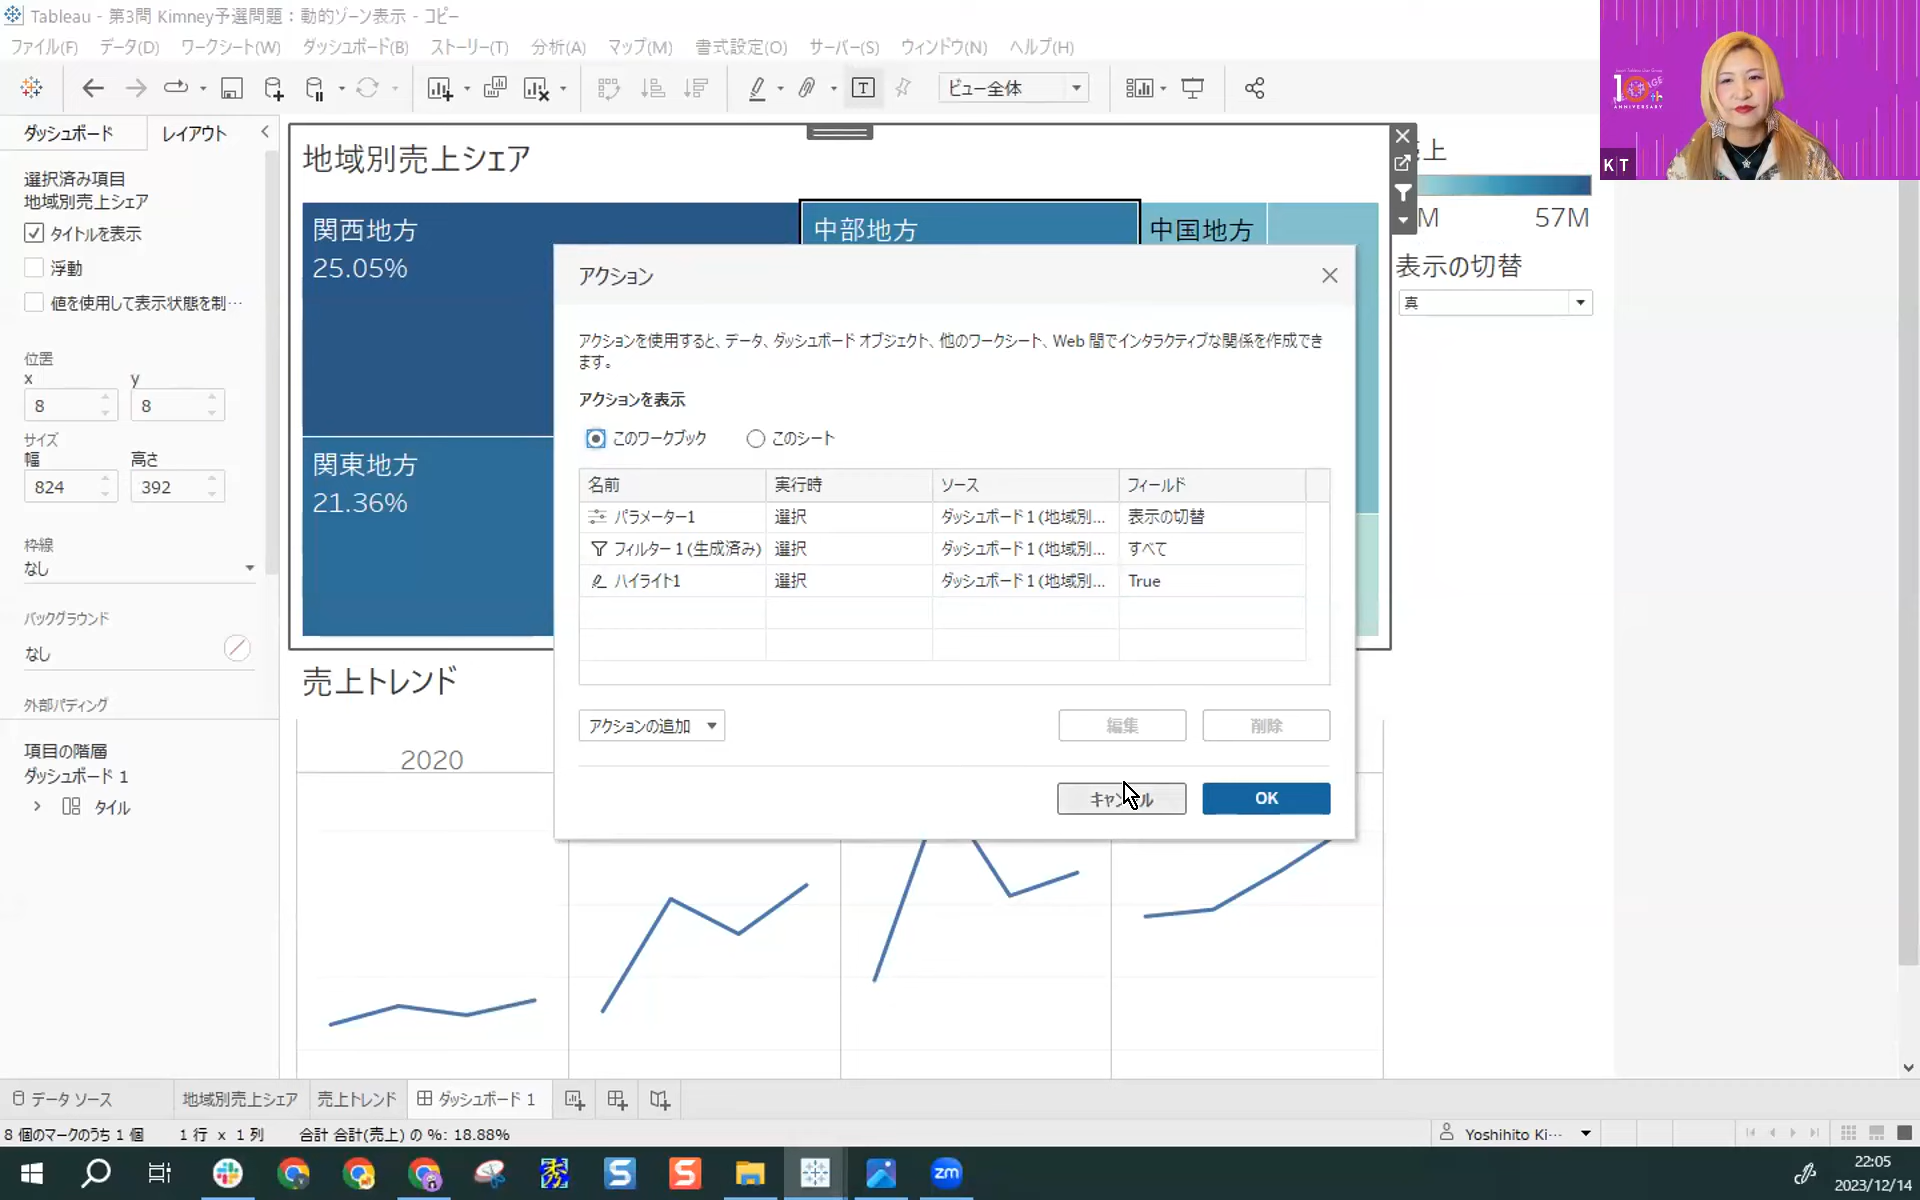 Tableau - 第3問 Kimney予選問題：動的ゾーン表示 - コピー
ファイル(F) データ(D) ワークシート(W) ダッシュボード(B) ストーリー(T) 分析(A) マップ(M) 書式設定(O) サーバー(S) ウィンドウ(N) ヘルプ(H)
ビュー全体
ダッシュボード レイアウト
選択済み項目
地域別売上シェア
タイトルを表示
浮動
値を使用して表示状態を制…
位置
x y
8 8
サイズ
幅 高さ
824 392
枠線
なし
バックグラウンド
なし
外部パディング
項目の階層
ダッシュボード 1
タイル
地域別売上シェア
関西地方
25.05%
中部地方
中国地方
関東地方
21.36%
売上トレンド
2020
上
M 57M
表示の切替
真
K T
アクション
アクションを使用すると、データ、ダッシュボード オブジェクト、他のワークシート、Web 間でインタラクティブな関係を作成でき
ます。
アクションを表示
このワークブック このシート
名前 実行時 ソース フィールド
パラメーター1 選択 ダッシュボード 1 (地域別... 表示の切替
フィルター 1 (生成済み) 選択 ダッシュボード 1 (地域別... すべて
ハイライト1 選択 ダッシュボード 1 (地域別... True
アクションの追加 編集 削除
OK
データ ソース 地域別売上シェア 売上トレンド ダッシュボード 1
8 個のマークのうち 1 個 1 行 x 1 列 合計 合計(売上) の %: 18.88%
Yoshihito Ki…
zm
22:05
2023/12/14